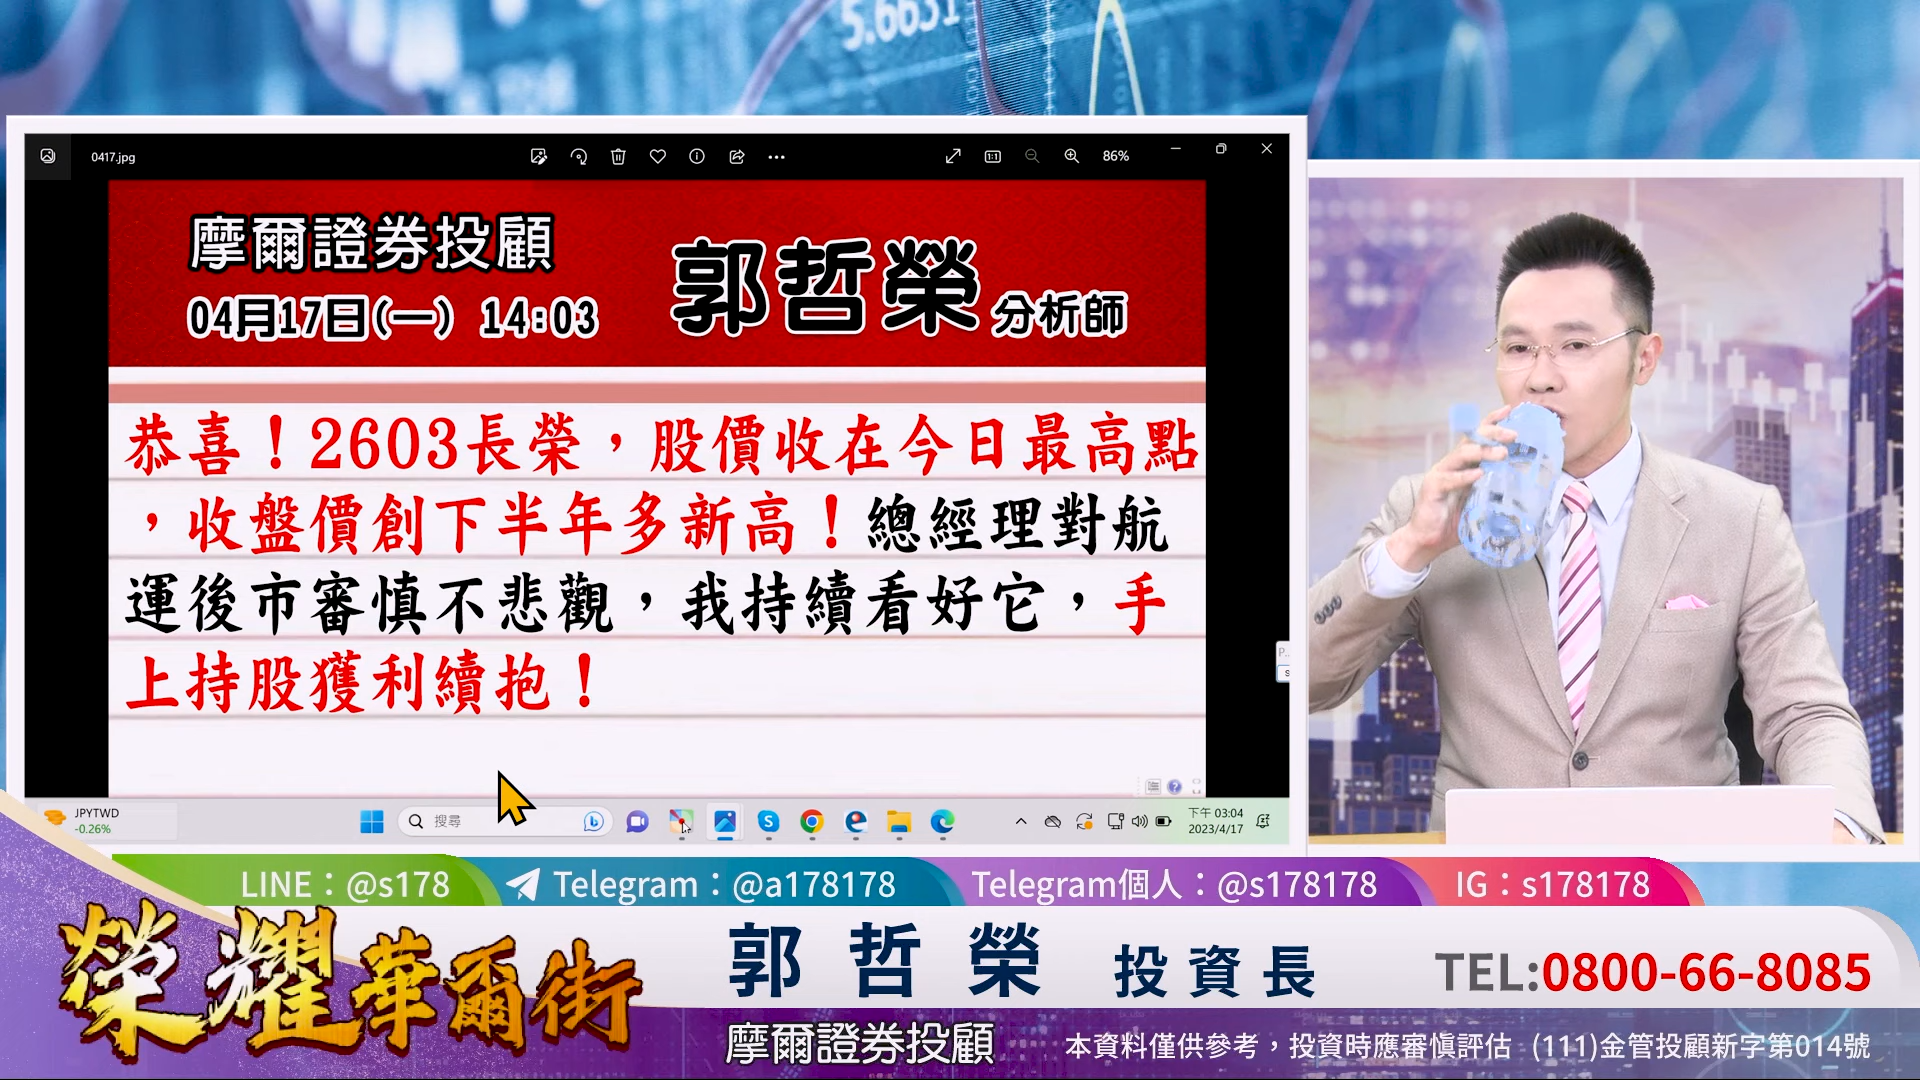 5.6631
0417.jpg
86%
摩爾證券投顧
04月17日(一) 14:03
郭哲榮分析師
恭喜！2603長榮，股價收在今日最高點
，收盤價創下半年多新高！總經理對航
運後市審慎不悲觀，我持續看好它，手
上持股獲利續抱！
JPYTWD
-0.26%
搜尋
下午 03:04
2023/4/17
LINE：@s178
Telegram：@a178178
Telegram個人：@s178178
IG：s178178
榮耀華爾街
郭哲榮 投資長
TEL:0800-66-8085
摩爾證券投顧
本資料僅供參考，投資時應審慎評估 (111)金管投顧新字第014號